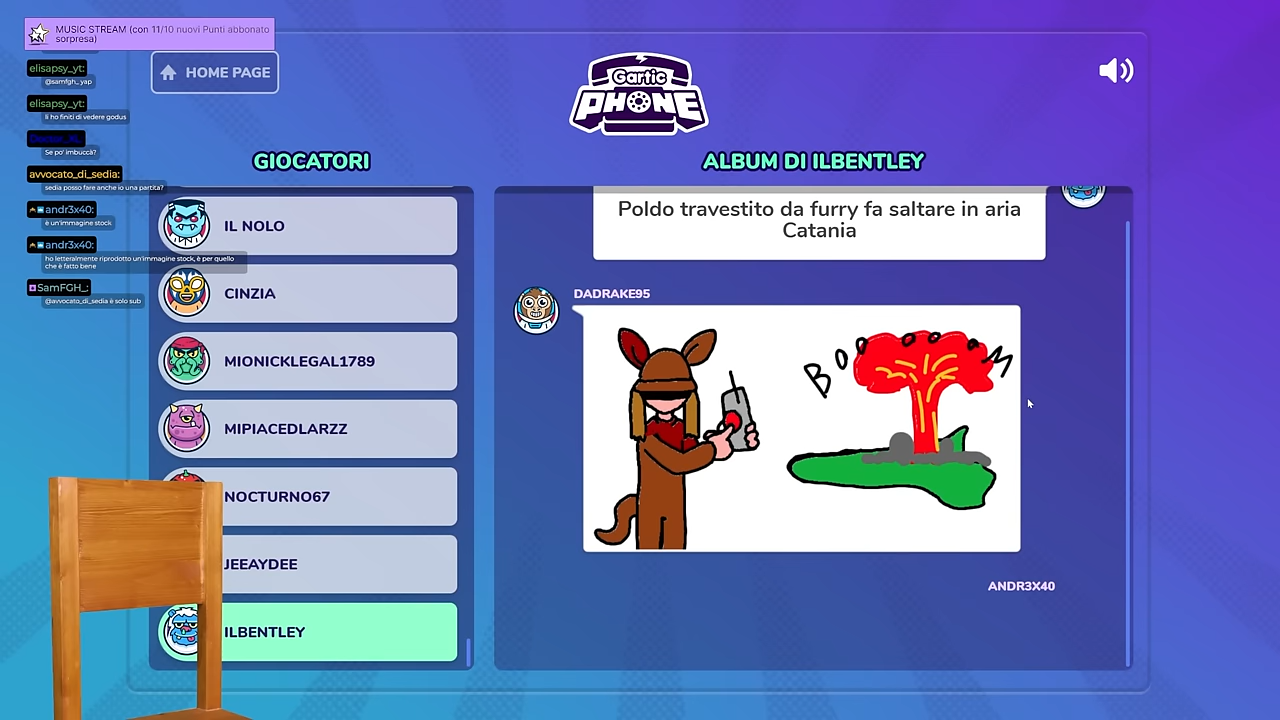 MUSIC STREAM (con 11/10 nuovi Punti abbonato
sorpresa)
elisapsy_yt:
@samfgh_ yap
elisapsy_yt:
li ho finiti di vedere godus
Se po' imbuccà?
avvocato_di_sedia:
sedia posso fare anche io una partita?
andr3x40:
è un'immagine stock
andr3x40:
ho letteralmente riprodotto un'immagine stock, è per quello
che è fatto bene
SamFGH_:
@avvocato_di_sedia è solo sub
HOME PAGE
Gartic
PHONE
GIOCATORI
IL NOLO
CINZIA
MIONICKLEGAL1789
MIPIACEDLARZZ
NOCTURNO67
JEEAYDEE
ILBENTLEY
ALBUM DI ILBENTLEY
Poldo travestito da furry fa saltare in aria
Catania
DADRAKE95
BOOOOOM
ANDR3X40